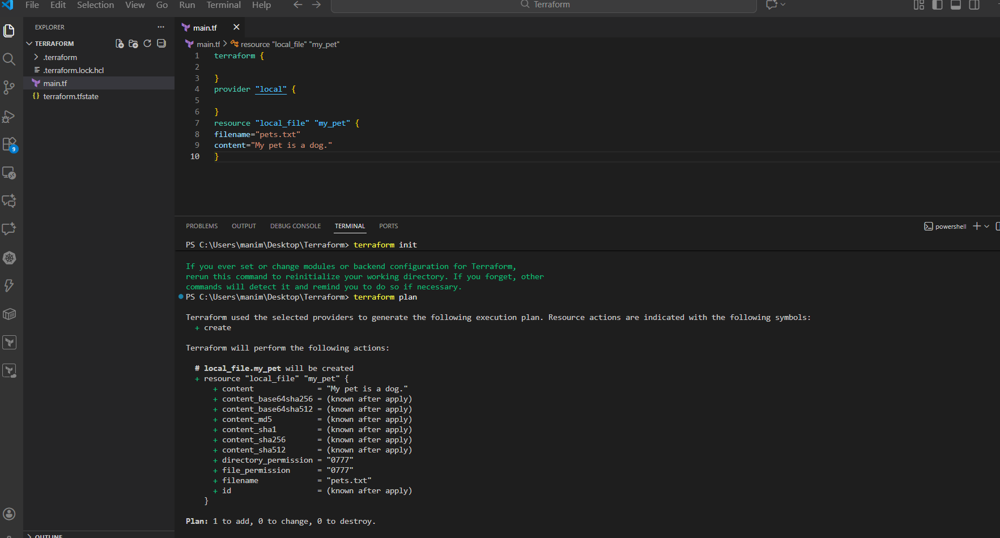 File Edit Selection View Go Run Terminal Help
Terraform
EXPLORER
TERRAFORM
.terraform
.terraform.lock.hcl
main.tf
terraform.tfstate
9
main.tf
main.tf > resource "local_file" "my_pet"
1 terraform {
2
3 }
4 provider "local" {
5
6 }
7 resource "local_file" "my_pet" {
8 filename="pets.txt"
9 content="My pet is a dog."
10 }
PROBLEMS OUTPUT DEBUG CONSOLE TERMINAL PORTS
powershell
PS C:\Users\manim\Desktop\Terraform> terraform init
If you ever set or change modules or backend configuration for Terraform,
rerun this command to reinitialize your working directory. If you forget, other
commands will detect it and remind you to do so if necessary.
PS C:\Users\manim\Desktop\Terraform> terraform plan
Terraform used the selected providers to generate the following execution plan. Resource actions are indicated with the following symbols:
+ create
Terraform will perform the following actions:
# local_file.my_pet will be created
+ resource "local_file" "my_pet" {
+ content = "My pet is a dog."
+ content_base64sha256 = (known after apply)
+ content_base64sha512 = (known after apply)
+ content_md5 = (known after apply)
+ content_sha1 = (known after apply)
+ content_sha256 = (known after apply)
+ content_sha512 = (known after apply)
+ directory_permission = "0777"
+ file_permission = "0777"
+ filename = "pets.txt"
+ id = (known after apply)
}
Plan: 1 to add, 0 to change, 0 to destroy.
OUTLINE